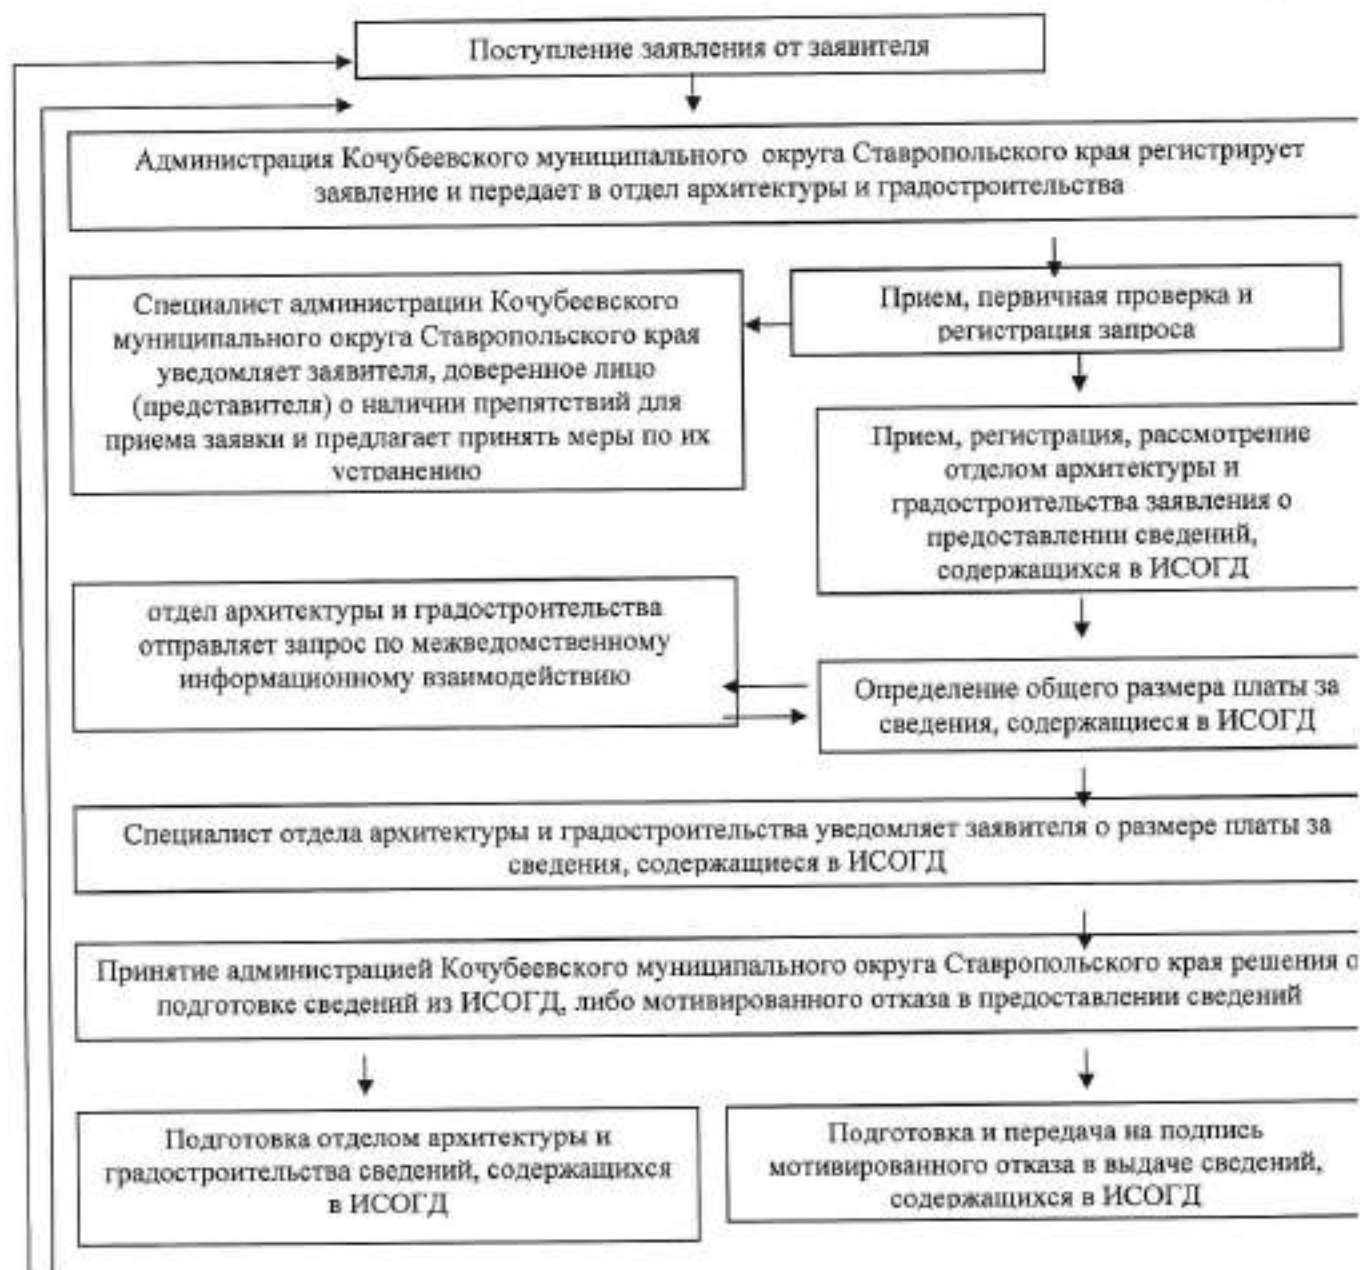 Поступление заявления от заявителя
Администрация Кочубеевского муниципального округа Ставропольского края регистрирует
заявление и передает в отдел архитектуры и градостроительства
Специалист администрации Кочубеевского
муниципального округа Ставропольского края
уведомляет заявителя, доверенное лицо
(представителя) о наличии препятствий для
приема заявки и предлагает принять меры по их
устранению
Прием, первичная проверка и
регистрация запроса
Прием, регистрация, рассмотрение
отделом архитектуры и
градостроительства заявления о
предоставлении сведений,
содержащихся в ИСОГД
отдел архитектуры и градостроительства
отправляет запрос по межведомственному
информационному взаимодействию
Определение общего размера платы за
сведения, содержащиеся в ИСОГД
Специалист отдела архитектуры и градостроительства уведомляет заявителя о размере платы за
сведения, содержащиеся в ИСОГД
Принятие администрацией Кочубеевского муниципального округа Ставропольского края решения о
подготовке сведений из ИСОГД, либо мотивированного отказа в предоставлении сведений
Подготовка отделом архитектуры и
градостроительства сведений, содержащихся
в ИСОГД
Подготовка и передача на подпись
мотивированного отказа в выдаче сведений,
содержащихся в ИСОГД